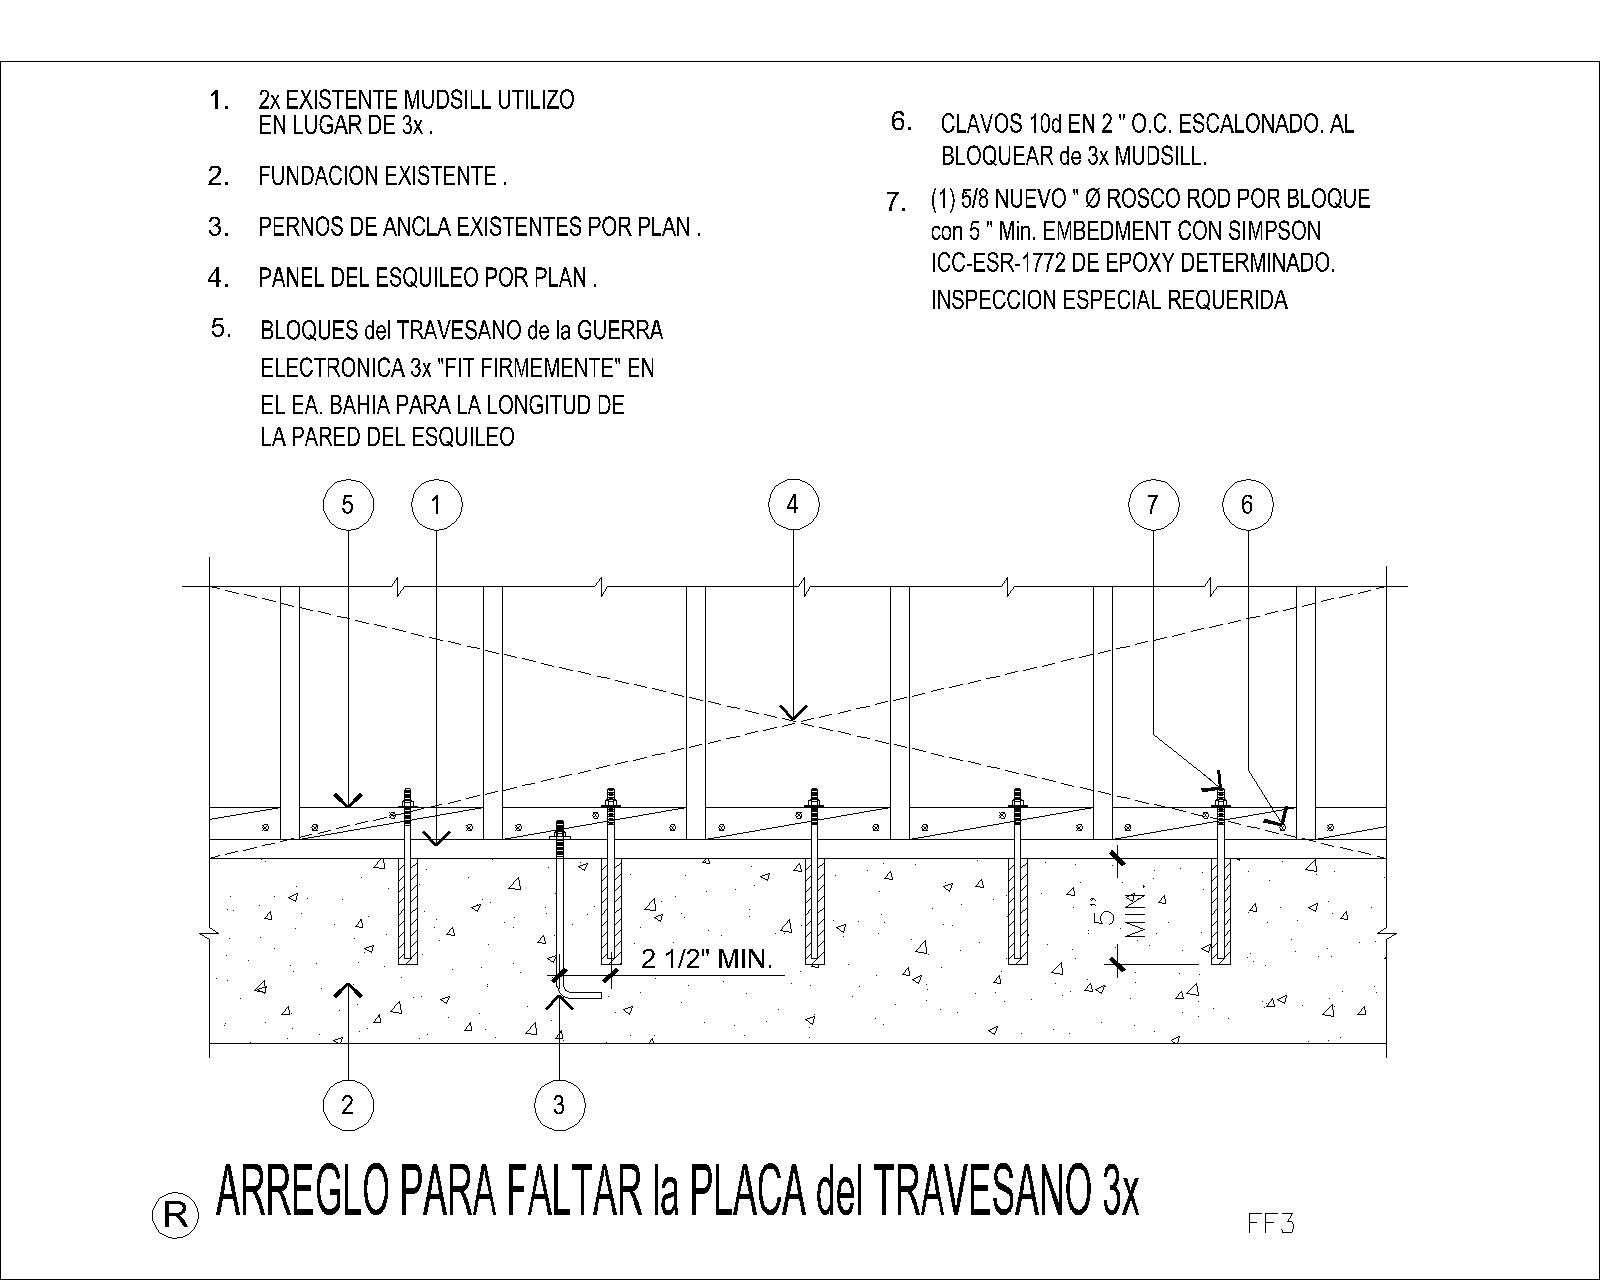 1. 2x EXISTENTE MUDSILL UTILIZO
EN LUGAR DE 3x .
2. FUNDACION EXISTENTE .
3. PERNOS DE ANCLA EXISTENTES POR PLAN .
4. PANEL DEL ESQUILEO POR PLAN .
5. BLOQUES del TRAVESANO de la GUERRA
ELECTRONICA 3x "FIT FIRMEMENTE" EN
EL EA. BAHIA PARA LA LONGITUD DE
LA PARED DEL ESQUILEO
6. CLAVOS 10d EN 2 " O.C. ESCALONADO. AL
BLOQUEAR de 3x MUDSILL.
7. (1) 5/8 NUEVO " Ø ROSCO ROD POR BLOQUE
con 5 " Min. EMBEDMENT CON SIMPSON
ICC-ESR-1772 DE EPOXY DETERMINADO.
INSPECCION ESPECIAL REQUERIDA
5
1
4
7
6
5"
MIN.
2 1/2" MIN.
2
3
R ARREGLO PARA FALTAR la PLACA del TRAVESANO 3x
FF3